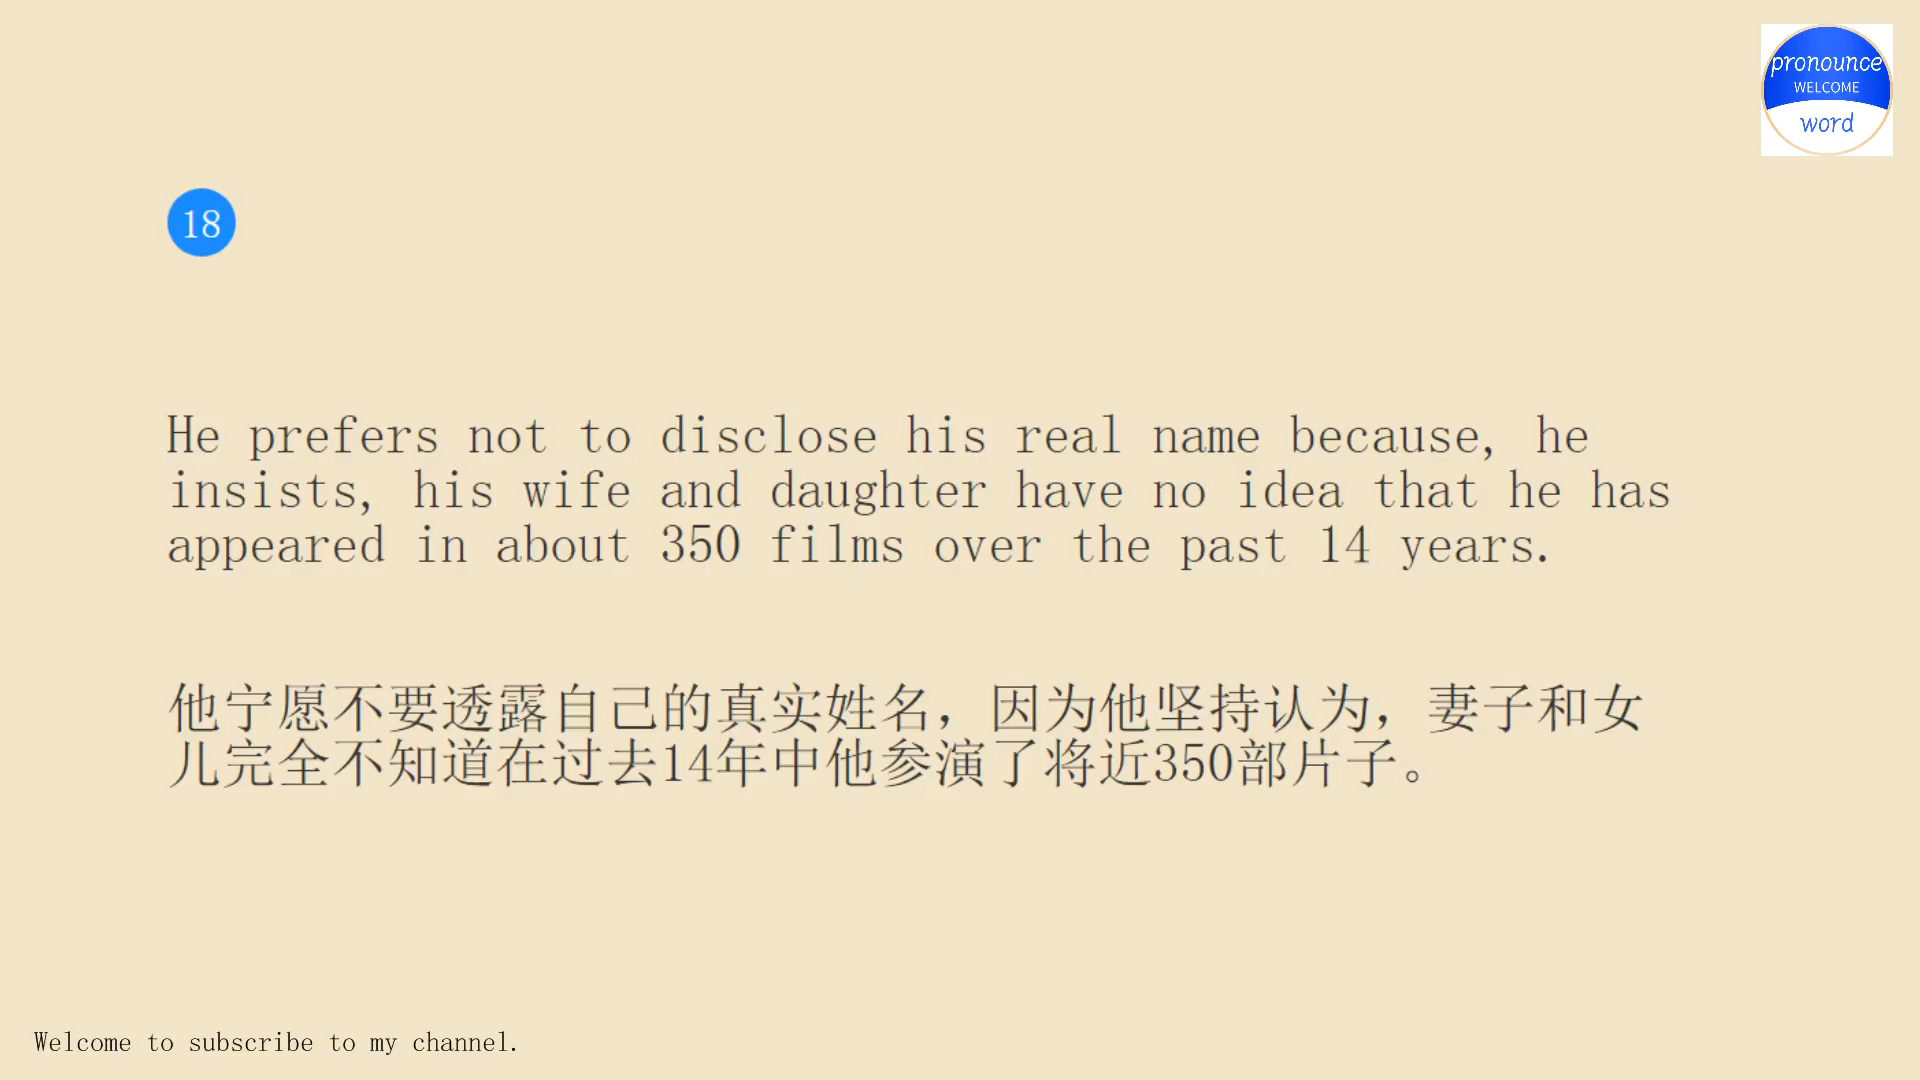 pronounce
WELCOME
word
18
He prefers not to disclose his real name because, he
insists, his wife and daughter have no idea that he has
appeared in about 350 films over the past 14 years.
他宁愿不要透露自己的真实姓名，因为他坚持认为，妻子和女
儿完全不知道在过去14年中他参演了将近350部片子。
Welcome to subscribe to my channel.